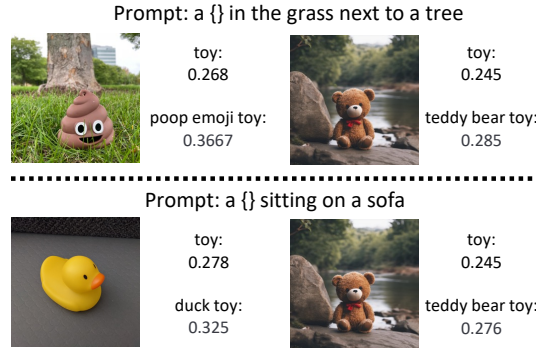 Prompt: a {} in the grass next to a tree
toy:
0.268
poop emoji toy:
0.3667
toy:
0.245
teddy bear toy:
0.285
Prompt: a {} sitting on a sofa
toy:
0.278
duck toy:
0.325
toy:
0.245
teddy bear toy:
0.276